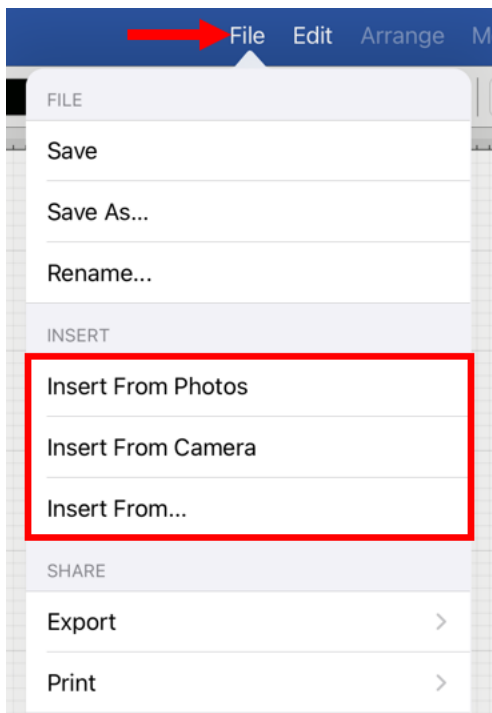 File Edit Arrange M
FILE
Save
Save As...
Rename...
INSERT
Insert From Photos
Insert From Camera
Insert From...
SHARE
Export
Print